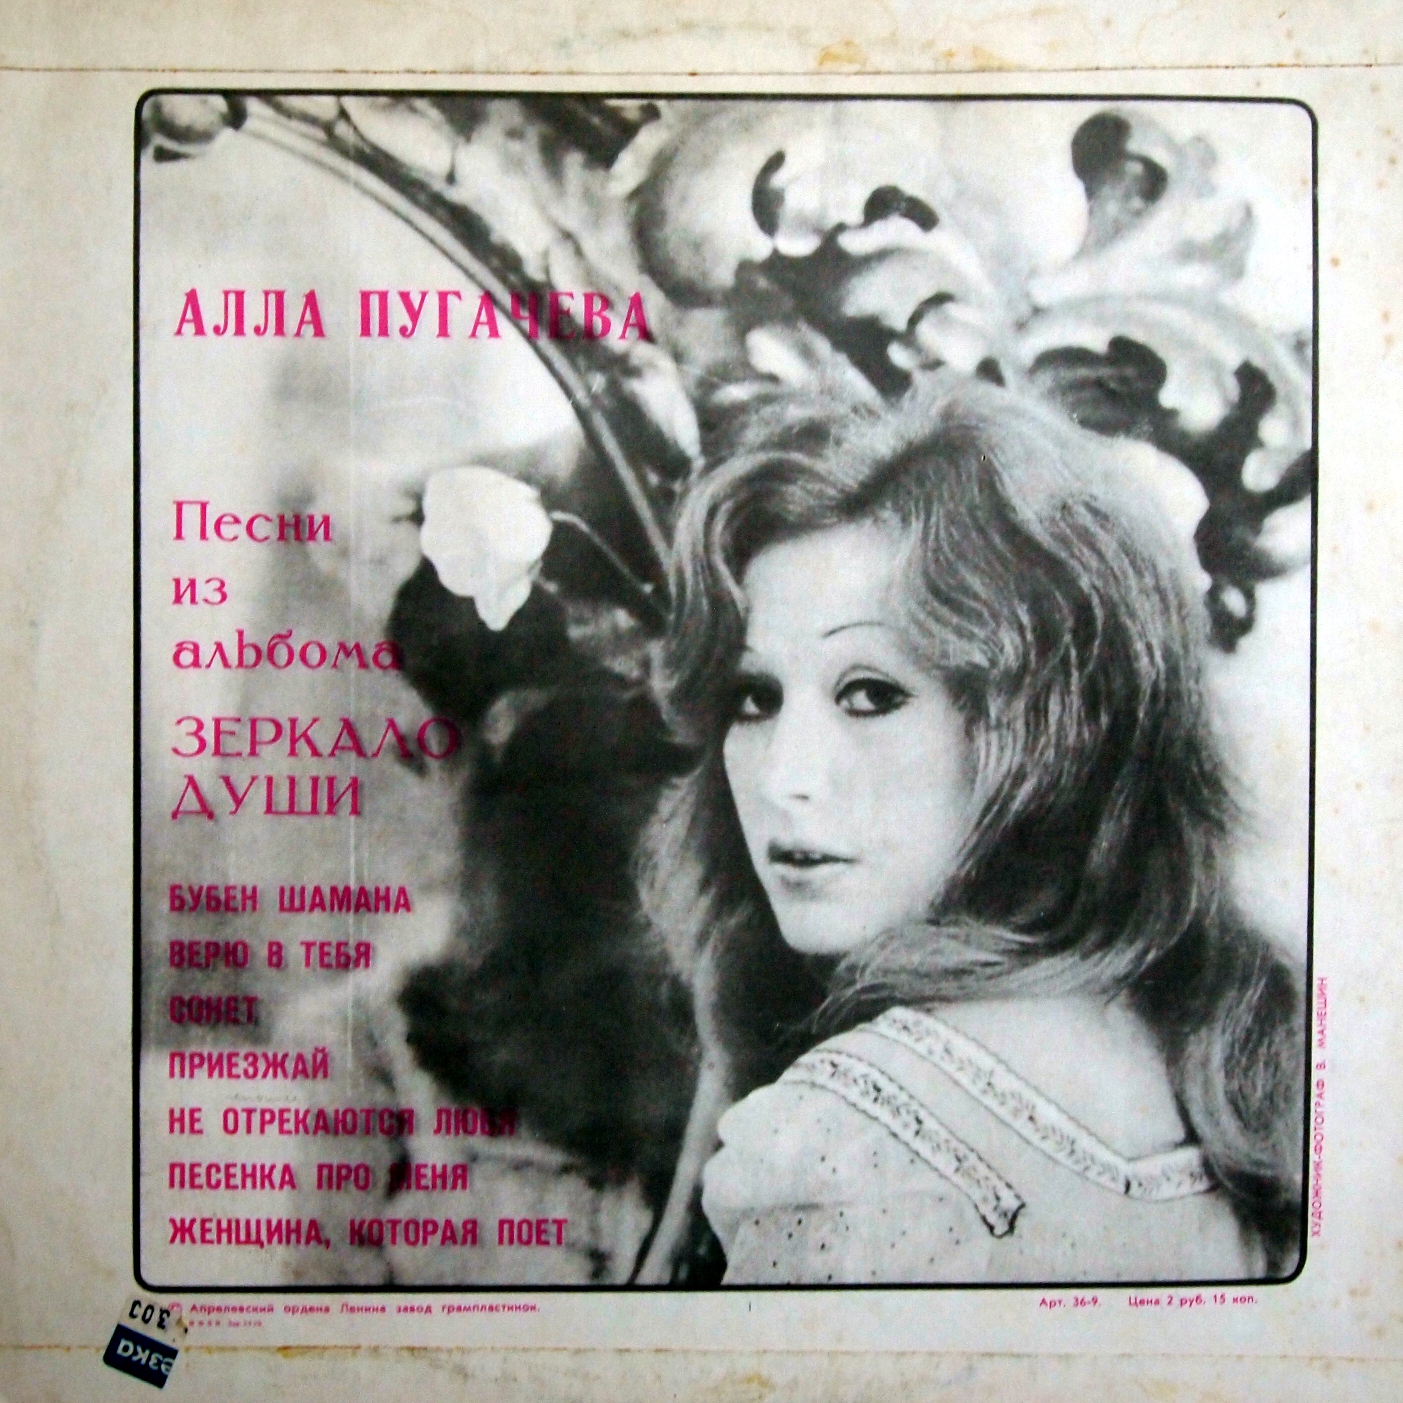 АЛЛА ПУГАЧЕВА
Песни
из
альбома
ЗЕРКАЛО
ДУШИ
БУБЕН ШАМАНА
ВЕРЮ В ТЕБЯ
СОНЕТ
ПРИЕЗЖАЙ
НЕ ОТРЕКАЮТСЯ ЛЮБЯ
ПЕСЕНКА ПРО МЕНЯ
ЖЕНЩИНА, КОТОРАЯ ПОЕТ
ХУДОЖНИК-ФОТОГРАФ В. МАНЕШИН
© Апрелевский ордена Ленина завод грампластинок.
Арт. 36-9. Цена 2 руб. 15 коп.